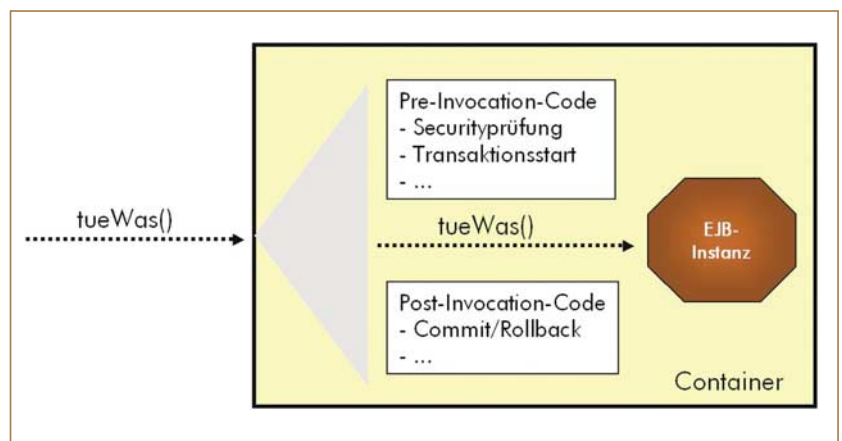 Pre-Invocation-Code
- Securityprüfung
- Transaktionsstart
- ...
tueWas()
tueWas()
EJB-
Instanz
Post-Invocation-Code
- Commit/Rollback
- ...
Container